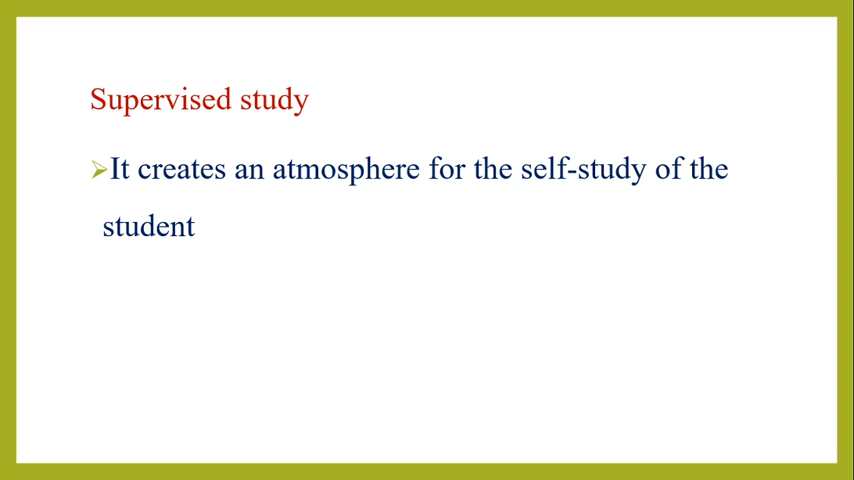 Supervised study
➢It creates an atmosphere for the self-study of the
student